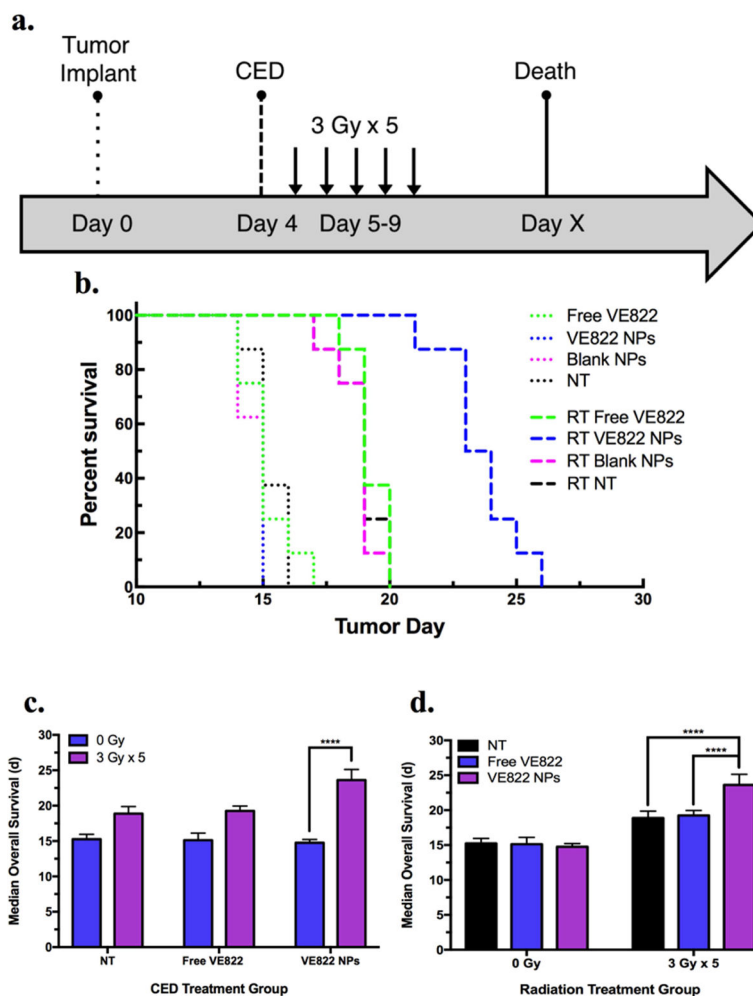 a.
Tumor
Implant
CED
Death
3 Gy x 5
Day 0
Day 4
Day 5-9
Day X
b.
100
80
60
40
20
0
Percent survival
10
15
20
25
30
Tumor Day
Free VE822
VE822 NPs
Blank NPs
NT
RT Free VE822
RT VE822 NPs
RT Blank NPs
RT NT
c.
0 Gy
3 Gy x 5
****
30
25
20
15
10
5
0
Median Overall Survival (d)
NT
Free VE822
VE822 NPs
CED Treatment Group
d.
NT
Free VE822
VE822 NPs
****
****
30
25
20
15
10
5
0
Median Overall Survival (d)
0 Gy
3 Gy x 5
Radiation Treatment Group